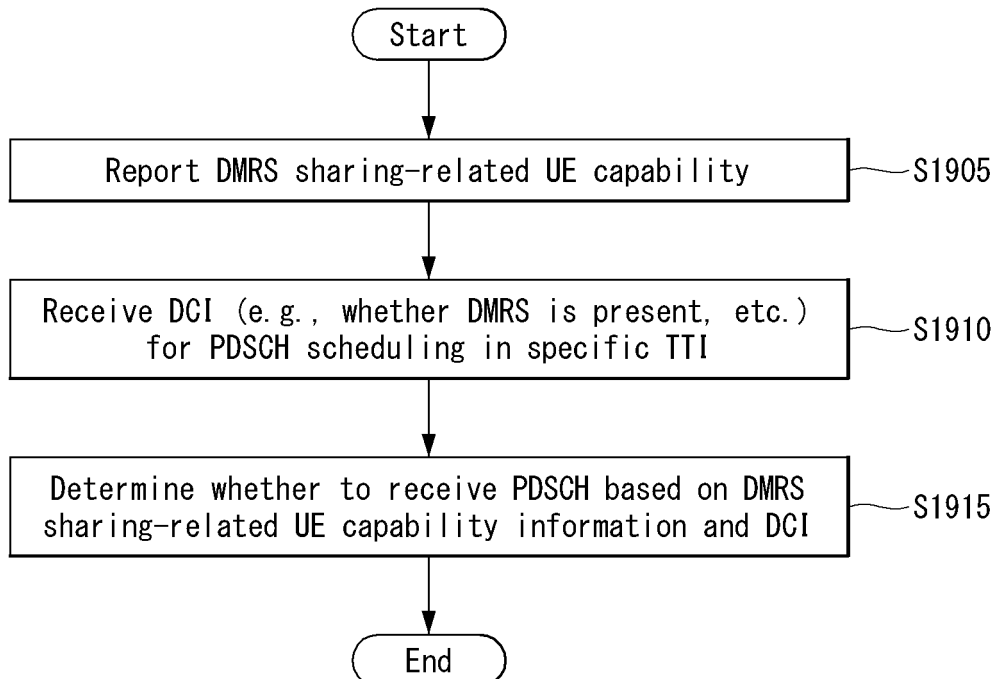 Start
Report DMRS sharing-related UE capability
S1905
Receive DCI (e.g., whether DMRS is present, etc.)
for PDSCH scheduling in specific TTI
S1910
Determine whether to receive PDSCH based on DMRS
sharing-related UE capability information and DCI
S1915
End